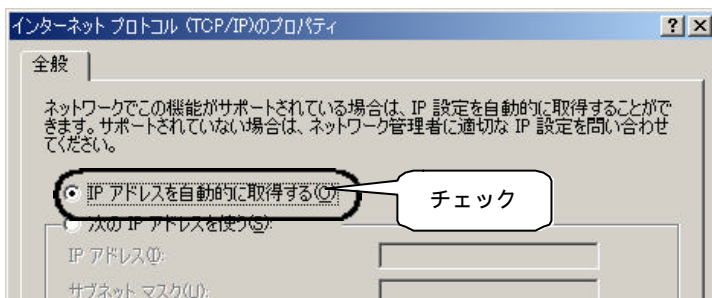 インターネット プロトコル (TCP/IP)のプロパティ
全般
ネットワークでこの機能がサポートされている場合は、IP 設定を自動的に取得することがで
きます。サポートされていない場合は、ネットワーク管理者に適切な IP 設定を問い合わせ
てください。
IP アドレスを自動的に取得する(O)
チェック
次の IP アドレスを使う(S):
IP アドレス(I):
サブネット マスク(U):